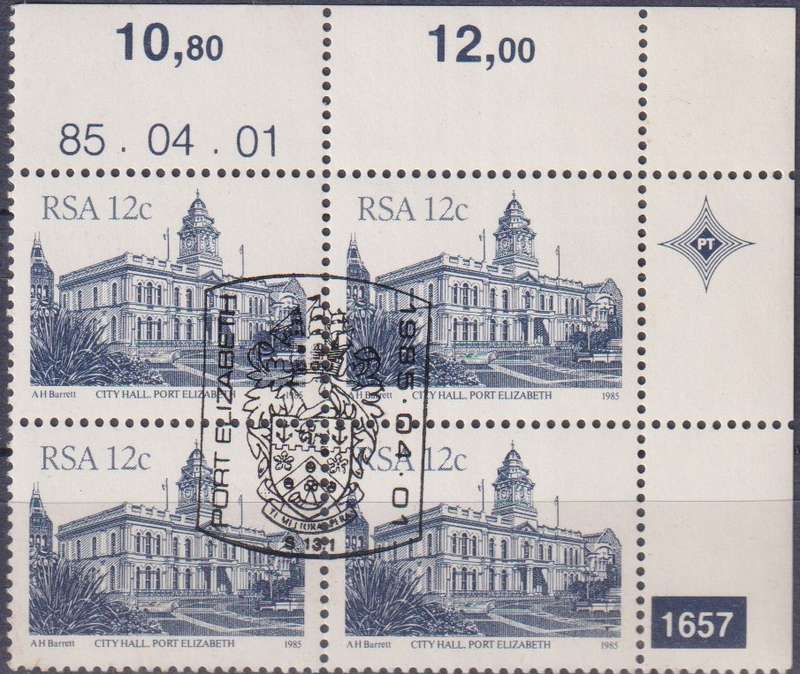 10,80
12,00
85 . 04 . 01
RSA 12c
A H Barrett
CITY HALL, PORT ELIZABETH
1985
RSA 12c
CITY HALL, PORT ELIZABETH
1985
PT
PORT ELIZABETH
1985·04·01
S 13.1
RSA 12c
A H Barrett
CITY HALL, PORT ELIZABETH
1985
RSA 12c
A H Barrett
CITY HALL, PORT ELIZABETH
1985
1657